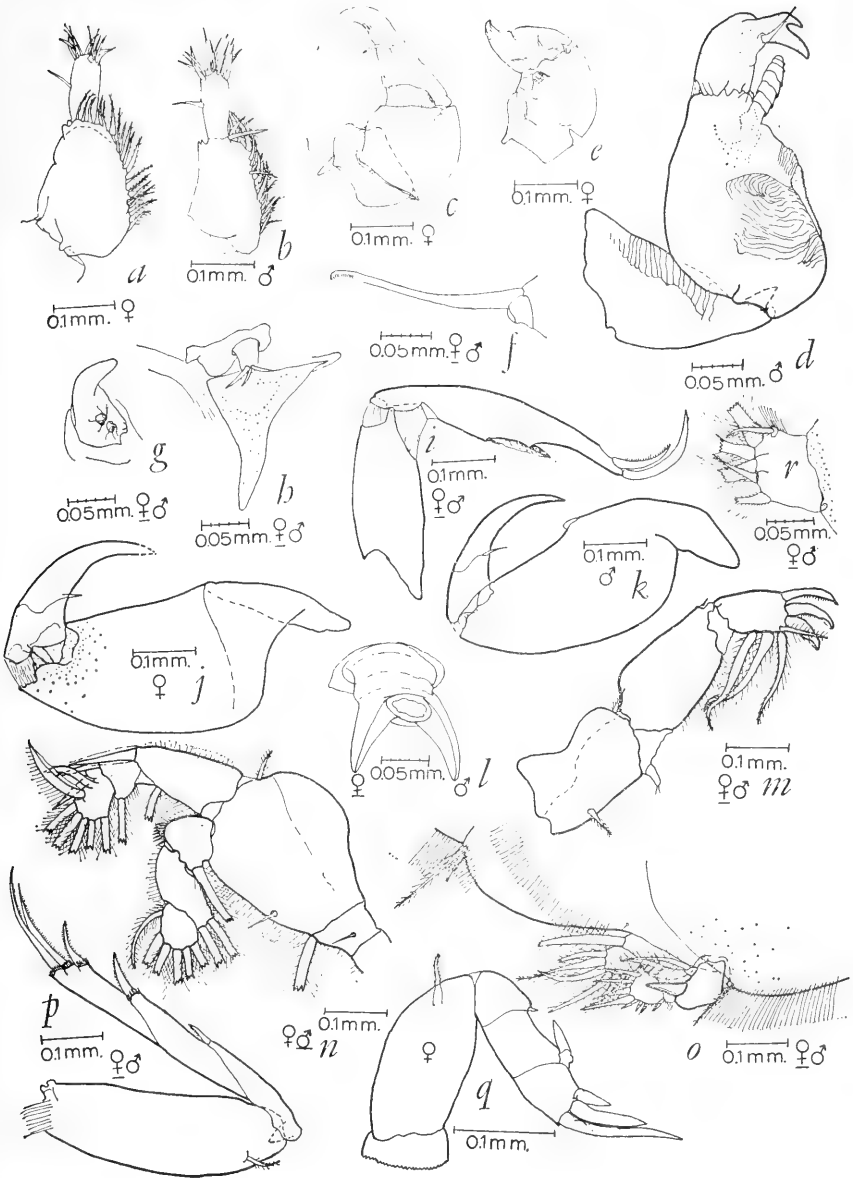 a
0.1mm. ♀
b
0.1mm. ♂
c
0.1mm. ♀
e
0.1mm. ♀
d
0.05mm. ♂
f
0.05mm. ♀♂
g
0.05mm. ♀♂
h
0.05mm. ♀♂
i
0.1mm.
♀♂
r
0.05mm.
♀♂
j
0.1mm.
♀
k
0.1mm.
♂
l
♀ 0.05mm. ♂
m
0.1mm.
♀♂
n
♀♂ 0.1mm.
o
0.1mm. ♀♂
p
0.1mm.
♀♂
q
♀
0.1mm.